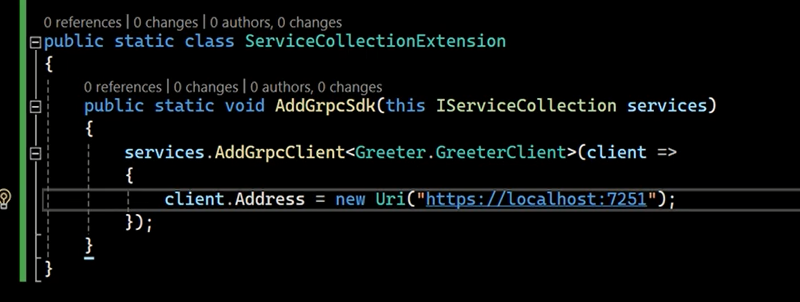 0 references | 0 changes | 0 authors, 0 changes
public static class ServiceCollectionExtension
{
0 references | 0 changes | 0 authors, 0 changes
public static void AddGrpcSdk(this IServiceCollection services)
{
services.AddGrpcClient<Greeter.GreeterClient>(client =>
{
client.Address = new Uri("https://localhost:7251");
});
}
}